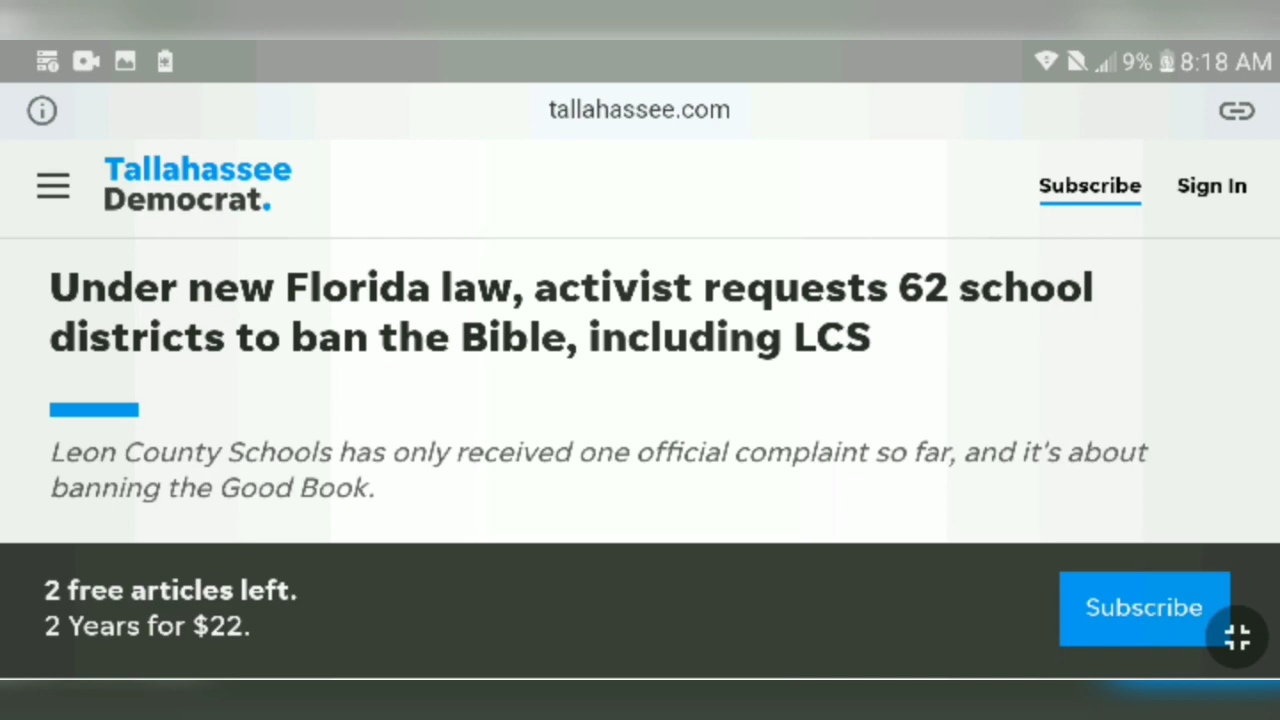 9% 8:18 AM
tallahassee.com
Tallahassee
Democrat.
Subscribe Sign In
Under new Florida law, activist requests 62 school
districts to ban the Bible, including LCS
Leon County Schools has only received one official complaint so far, and it's about
banning the Good Book.
2 free articles left.
2 Years for $22.
Subscribe